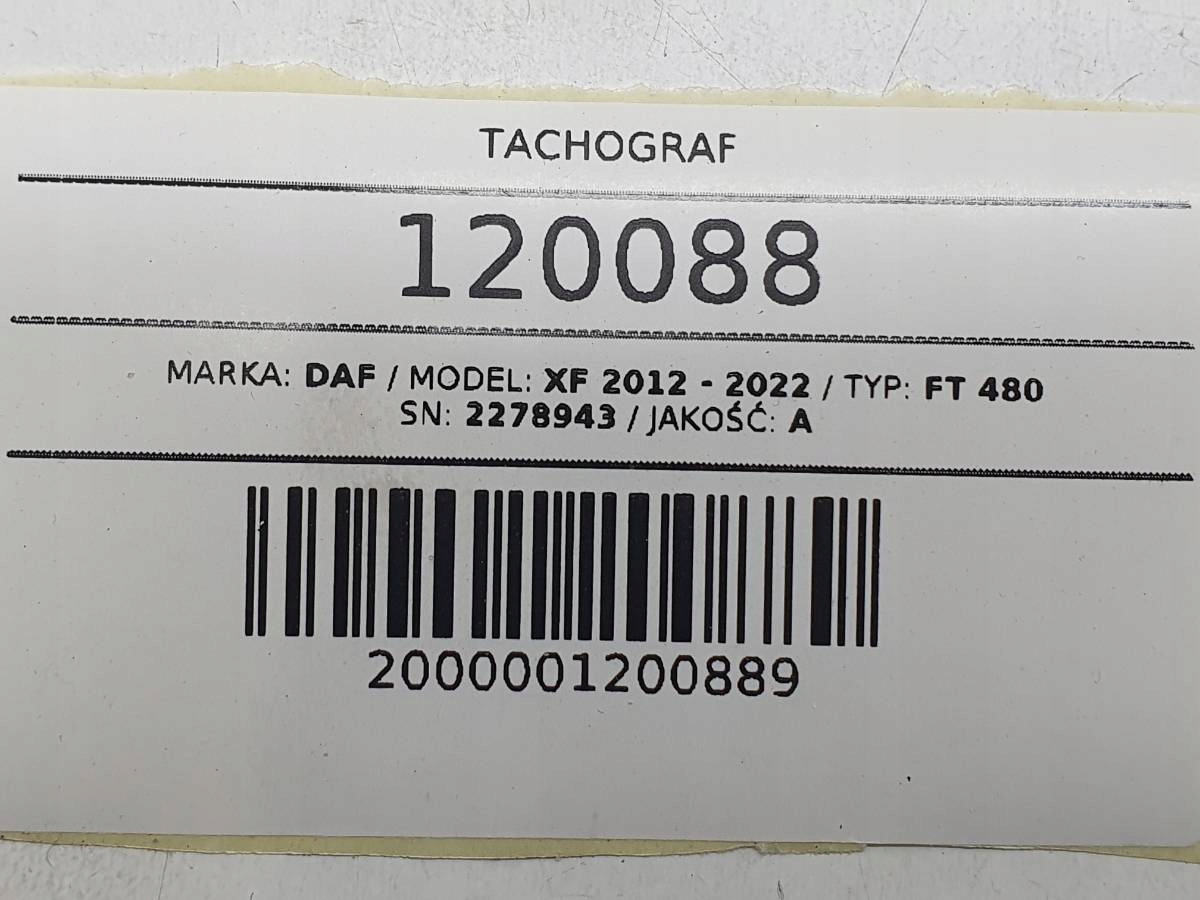 TACHOGRAF
120088
MARKA: DAF / MODEL: XF 2012 - 2022 / TYP: FT 480
SN: 2278943 / JAKOŚĆ: A
2000001200889